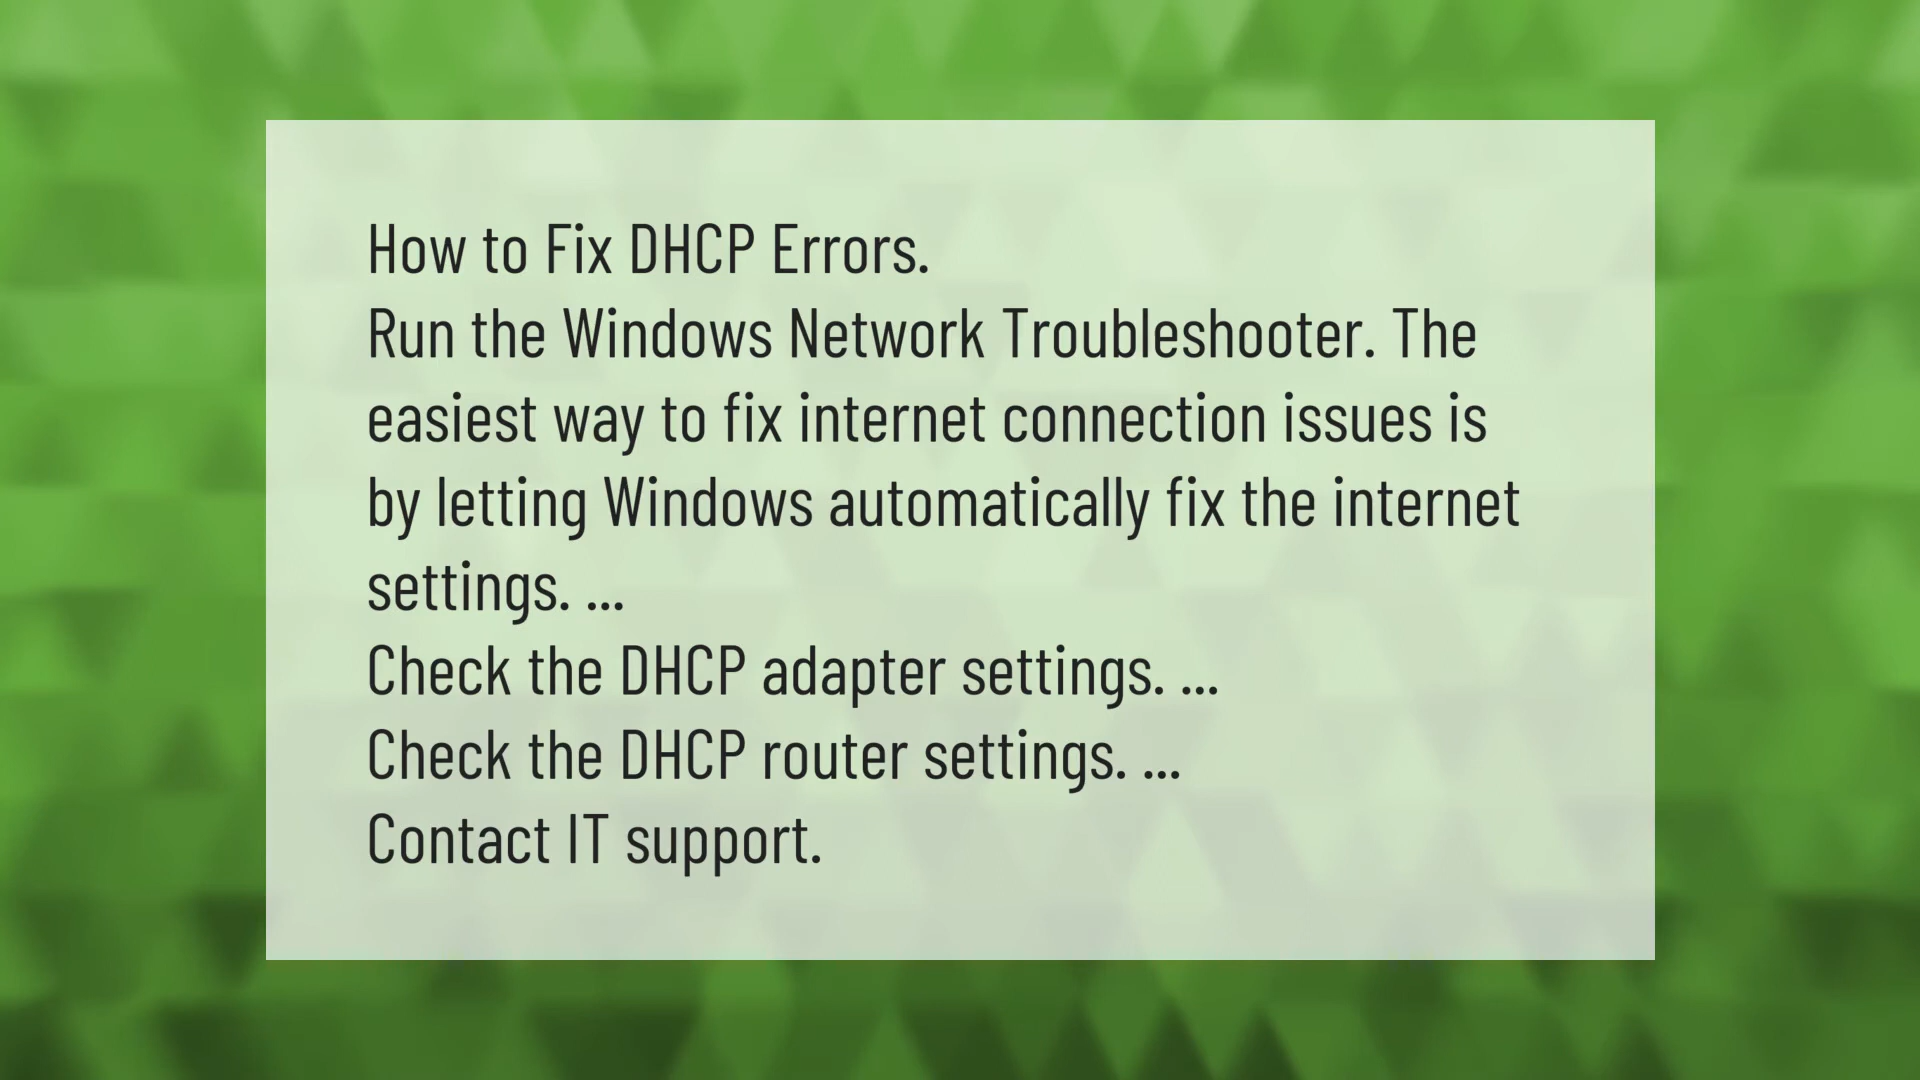 How to Fix DHCP Errors.
Run the Windows Network Troubleshooter. The
easiest way to fix internet connection issues is
by letting Windows automatically fix the internet
settings. ...
Check the DHCP adapter settings. ...
Check the DHCP router settings. ...
Contact IT support.